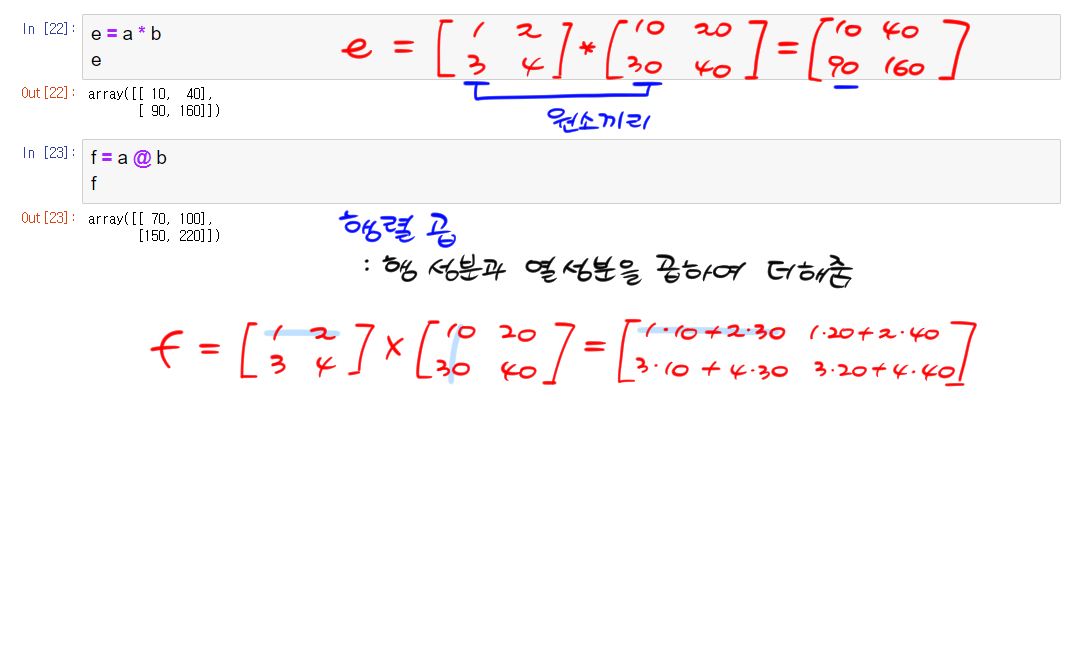 In [22]: e = a * b
e
e = [ 1 2 ] * [ 10 20 ] = [ 10 40 ]
3 4 30 40 90 160
Out[22]: array([[ 10,  40],
[ 90, 160]])
원소끼리
In [23]: f = a @ b
f
Out[23]: array([[ 70, 100],
[150, 220]])
행렬 곱
: 행 성분과 열 성분을 곱하여 더해줌
f = [ 1 2 ] × [ 10 20 ] = [ 1·10 + 2·30 1·20 + 2·40 ]
3 4 30 40 3·10 + 4·30 3·20 + 4·40